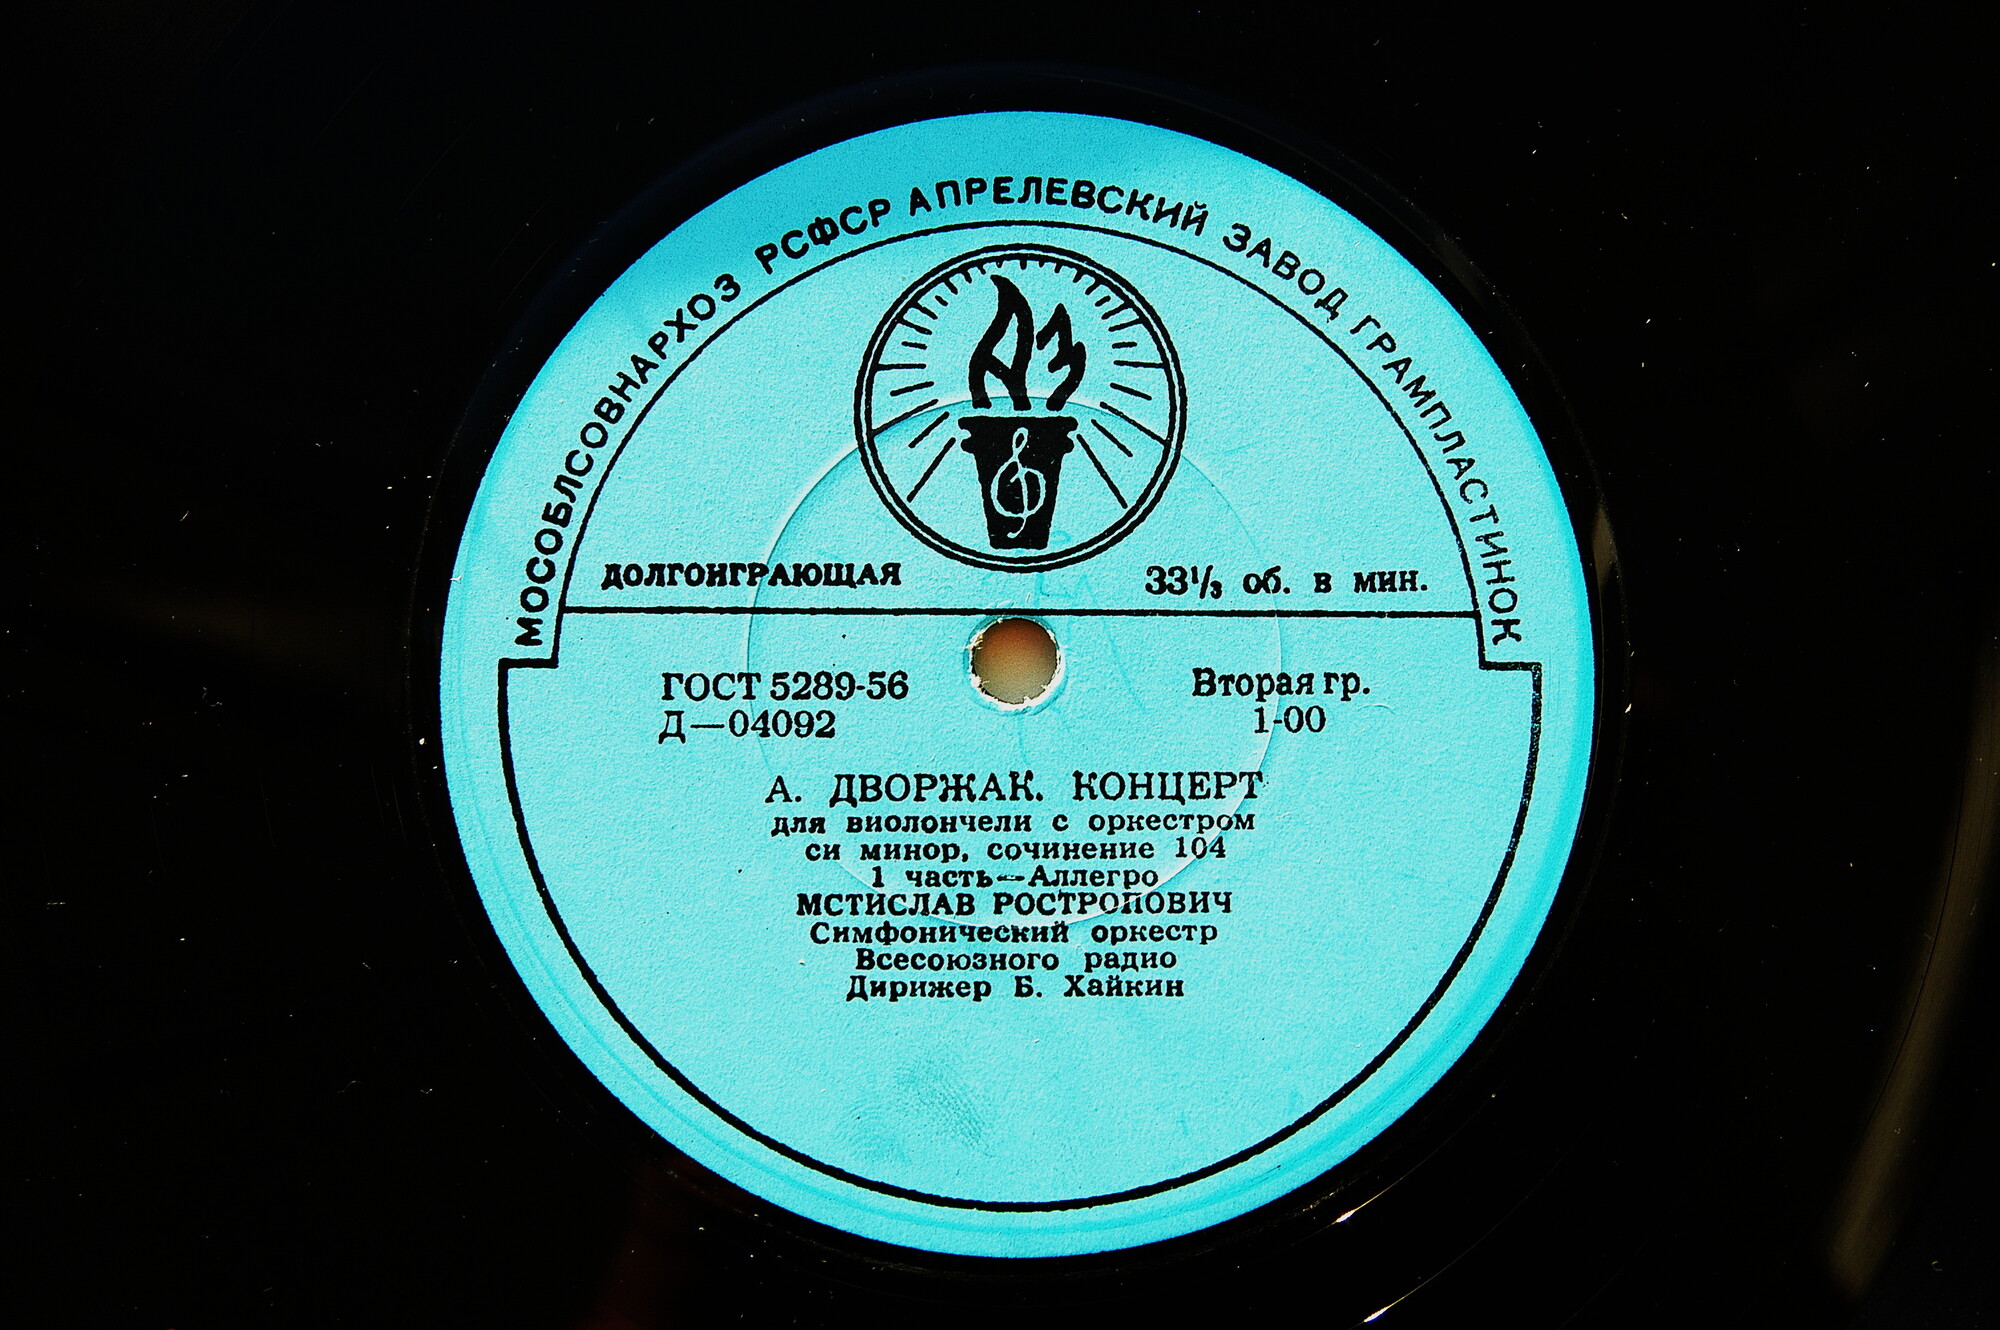 МОСОБЛСОВНАРХОЗ РСФСР АПРЕЛЕВСКИЙ ЗАВОД ГРАМПЛАСТИНОК
АЗ
ДОЛГОИГРАЮЩАЯ 33⅓ об. в мин.
ГОСТ 5289-56 Вторая гр.
Д—04092 1-00
А. ДВОРЖАК. КОНЦЕРТ
для виолончели с оркестром
си минор, сочинение 104
1 часть—Аллегро
МСТИСЛАВ РОСТРОПОВИЧ
Симфонический оркестр
Всесоюзного радио
Дирижер Б. Хайкин